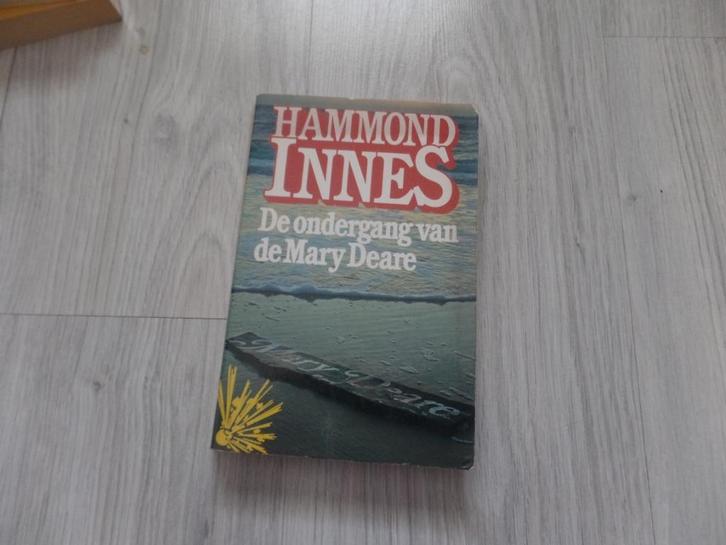 HAMMOND
INNES
De ondergang van
de Mary Deare
Mary Deare